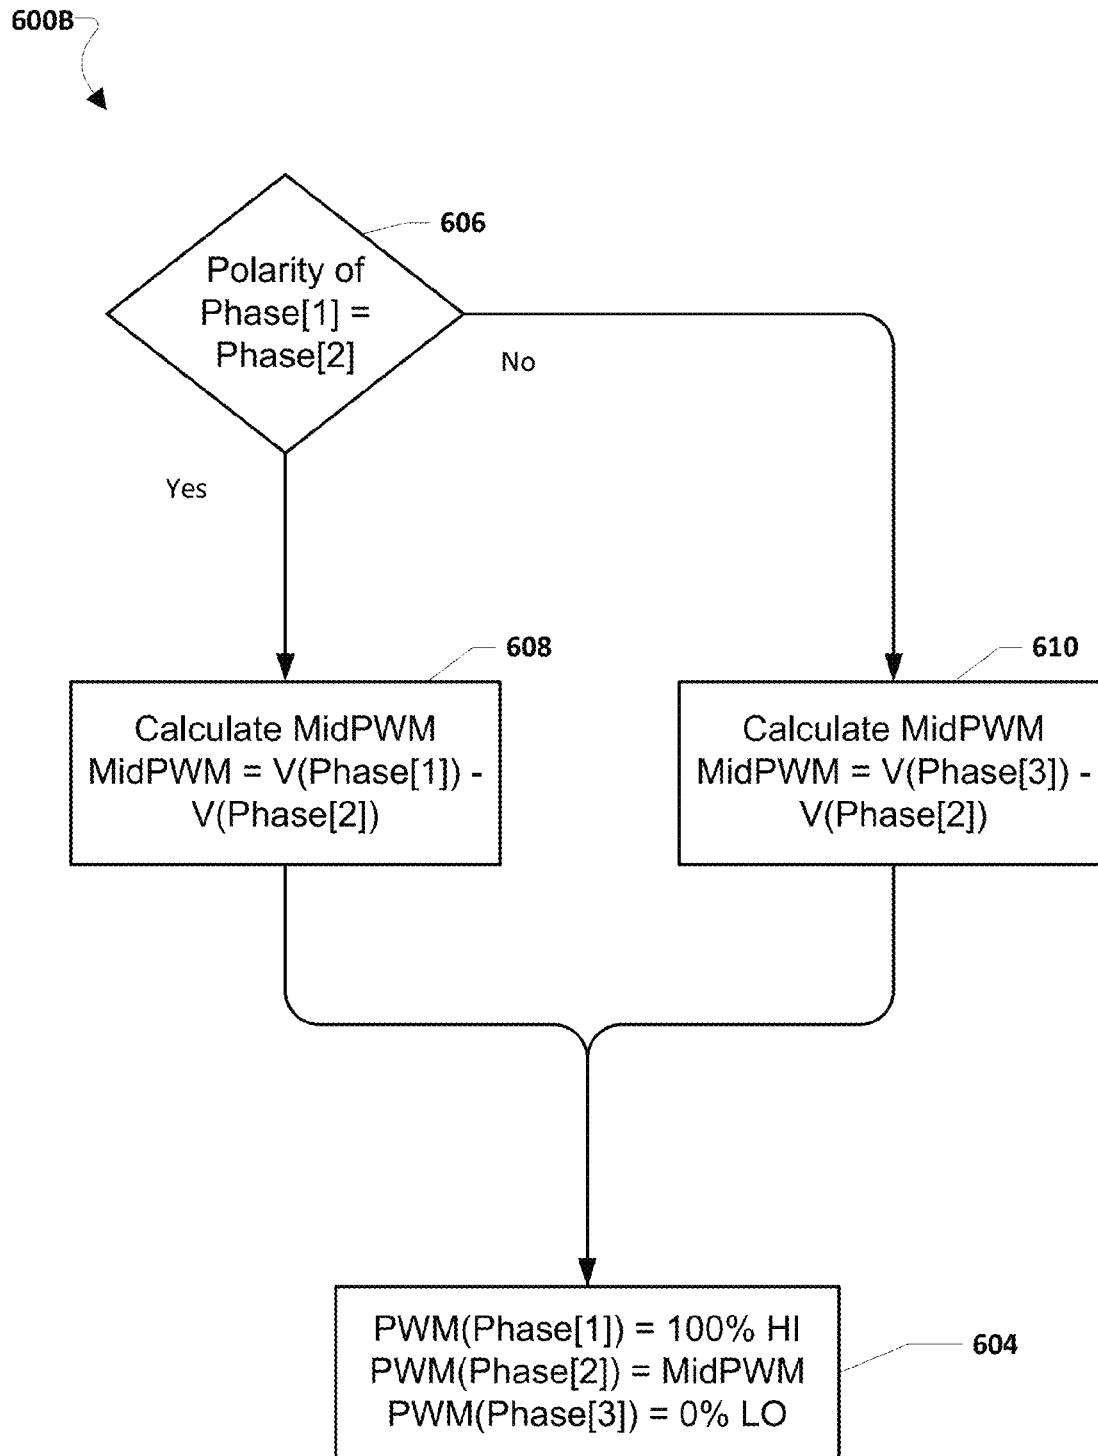 600B
606
Polarity of
Phase[1] =
Phase[2]
No
Yes
608
Calculate MidPWM
MidPWM = V(Phase[1]) -
V(Phase[2])
610
Calculate MidPWM
MidPWM = V(Phase[3]) -
V(Phase[2])
PWM(Phase[1]) = 100% HI
PWM(Phase[2]) = MidPWM
PWM(Phase[3]) = 0% LO
604